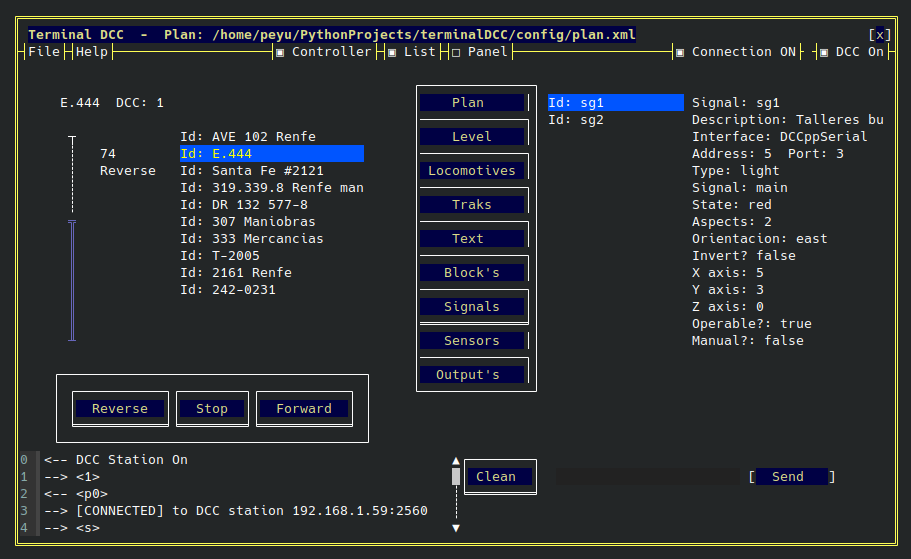 Terminal DCC  -  Plan: /home/peyu/PythonProjects/terminalDCC/config/plan.xml [x]
File Help ▣ Controller ▣ List □ Panel ▣ Connection ON ▣ DCC On
E.444  DCC: 1
74
Reverse
Id: AVE 102 Renfe
Id: E.444
Id: Santa Fe #2121
Id: 319.339.8 Renfe man
Id: DR 132 577-8
Id: 307 Maniobras
Id: 333 Mercancias
Id: T-2005
Id: 2161 Renfe
Id: 242-0231
Reverse Stop Forward
Plan
Level
Locomotives
Traks
Text
Block's
Signals
Sensors
Output's
Id: sg1
Id: sg2
Signal: sg1
Description: Talleres bu
Interface: DCCppSerial
Address: 5  Port: 3
Type: light
Signal: main
State: red
Aspects: 2
Orientacion: east
Invert? false
X axis: 5
Y axis: 3
Z axis: 0
Operable?: true
Manual?: false
0 <-- DCC Station On
1 --> <1>
2 <-- <p0>
3 --> [CONNECTED] to DCC station 192.168.1.59:2560
4 --> <s>
Clean
[ Send ]